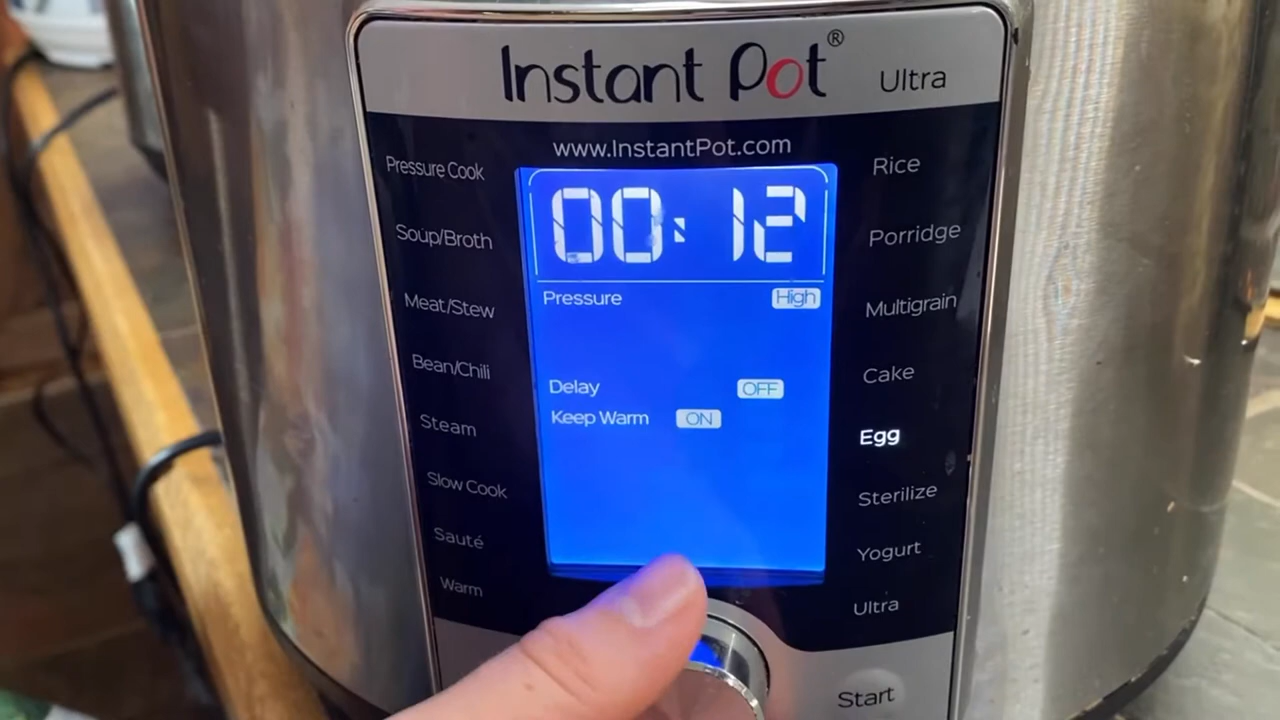 Instant Pot® Ultra
www.InstantPot.com
Pressure Cook
Soup/Broth
Meat/Stew
Bean/Chili
Steam
Slow Cook
Sauté
Warm
00:12
Pressure High
Delay OFF
Keep Warm ON
Rice
Porridge
Multigrain
Cake
Egg
Sterilize
Yogurt
Ultra
Start